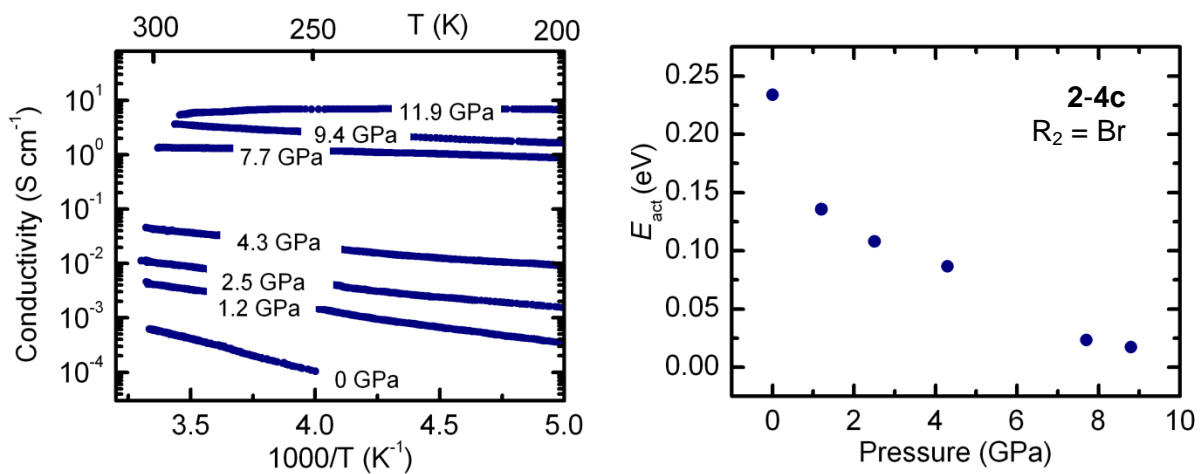 300 250 T (K) 200
10¹
10⁰
10⁻¹
10⁻²
10⁻³
10⁻⁴
Conductivity (S cm⁻¹)
11.9 GPa
9.4 GPa
7.7 GPa
4.3 GPa
2.5 GPa
1.2 GPa
0 GPa
3.5 4.0 4.5 5.0
1000/T (K⁻¹)
0.25
0.20
0.15
0.10
0.05
0.00
E_act (eV)
2-4c
R₂ = Br
0 2 4 6 8 10
Pressure (GPa)